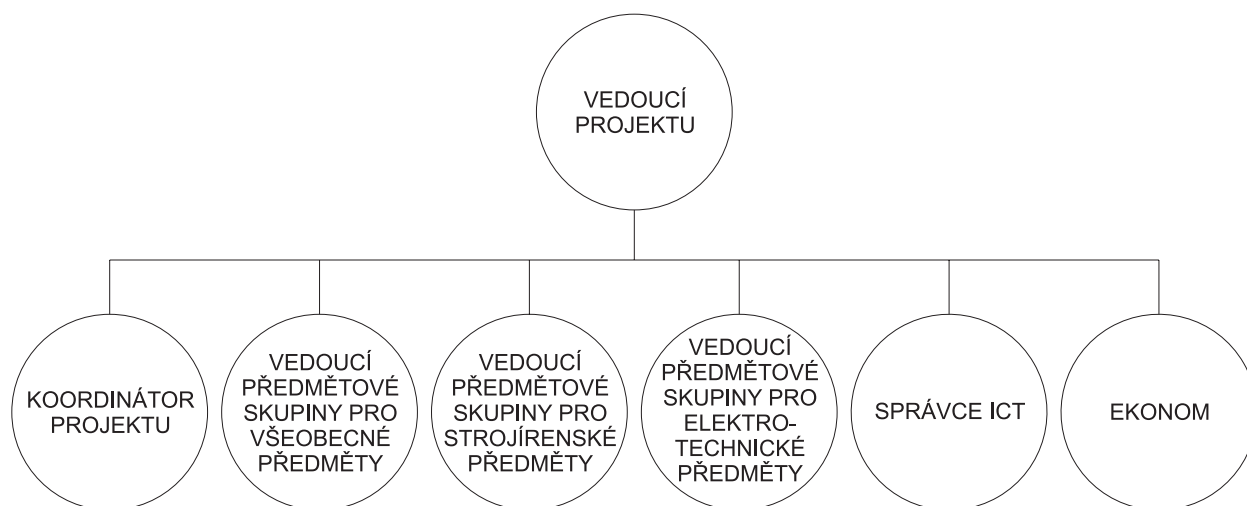 VEDOUCÍ
PROJEKTU
KOORDINÁTOR
PROJEKTU
VEDOUCÍ
PŘEDMĚTOVÉ
SKUPINY PRO
VŠEOBECNÉ
PŘEDMĚTY
VEDOUCÍ
PŘEDMĚTOVÉ
SKUPINY PRO
STROJÍRENSKÉ
PŘEDMĚTY
VEDOUCÍ
PŘEDMĚTOVÉ
SKUPINY PRO
ELEKTRO-
TECHNICKÉ
PŘEDMĚTY
SPRÁVCE ICT
EKONOM